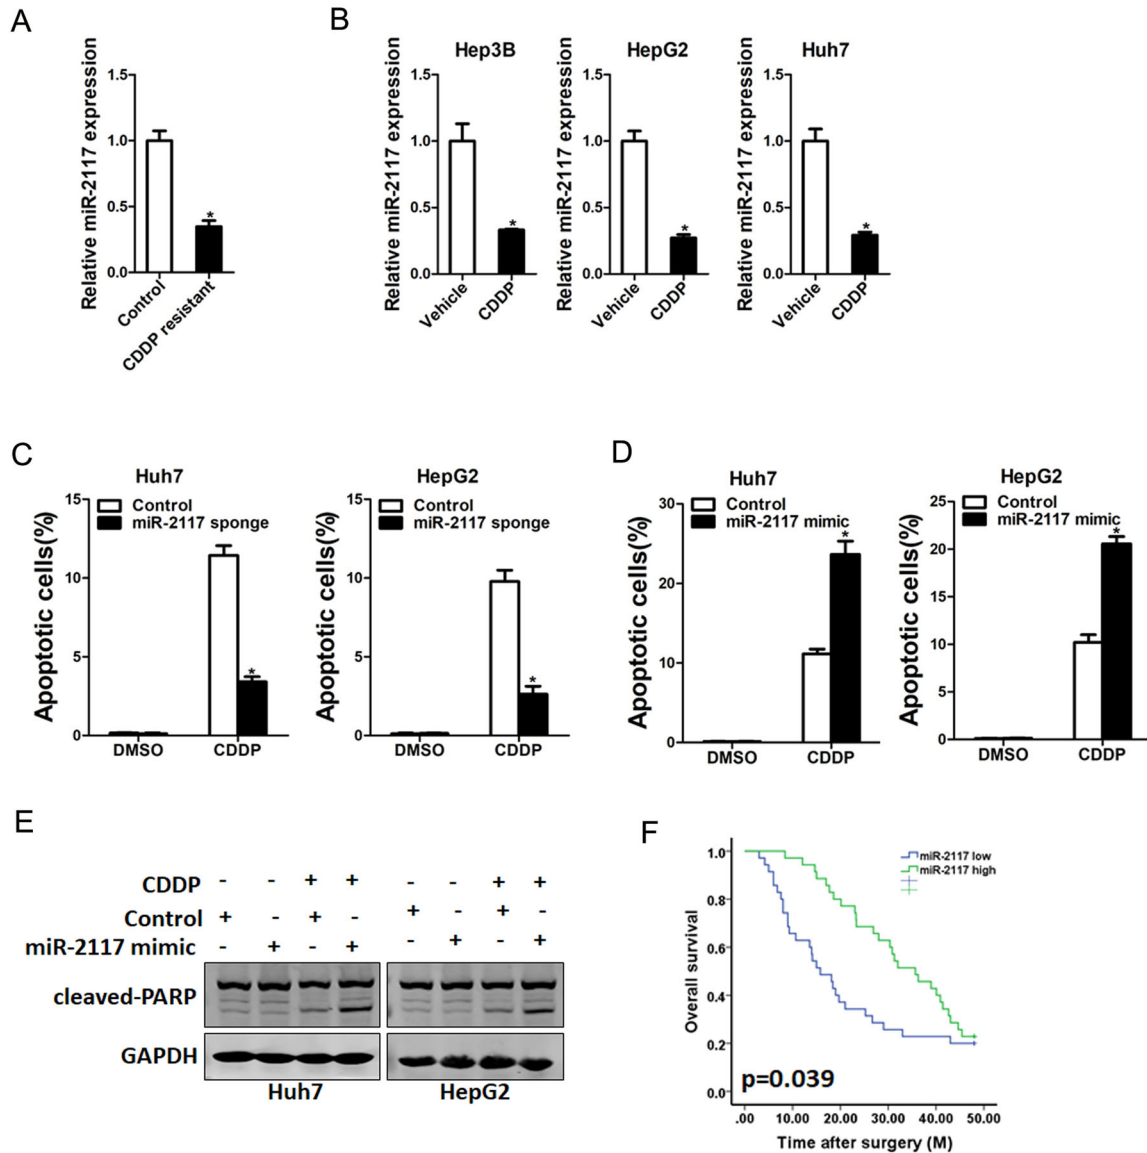 A
Relative miR-2117 expression
1.5
1.0
0.5
0.0
*
Control
CDDP resistant
B
Hep3B
Relative miR-2117 expression
1.5
1.0
0.5
0.0
*
Vehicle
CDDP
HepG2
Relative miR-2117 expression
1.5
1.0
0.5
0.0
*
Vehicle
CDDP
Huh7
Relative miR-2117 expression
1.5
1.0
0.5
0.0
*
Vehicle
CDDP
C
Huh7
Control
miR-2117 sponge
Apoptotic cells(%)
15
10
5
0
*
DMSO CDDP
HepG2
Control
miR-2117 sponge
Apoptotic cells(%)
15
10
5
0
*
DMSO CDDP
D
Huh7
Control
miR-2117 mimic
Apoptotic cells(%)
30
20
10
0
*
DMSO CDDP
HepG2
Control
miR-2117 mimic
Apoptotic cells(%)
25
20
15
10
5
0
*
DMSO CDDP
E
CDDP - - + + - - + +
Control + - + - + - + -
miR-2117 mimic - + - + - + - +
cleaved-PARP
GAPDH
Huh7 HepG2
F
miR-2117 low
miR-2117 high
Overall survival
1.0
0.8
0.6
0.4
0.2
0.0
p=0.039
.00 10.00 20.00 30.00 40.00 50.00
Time after surgery (M)